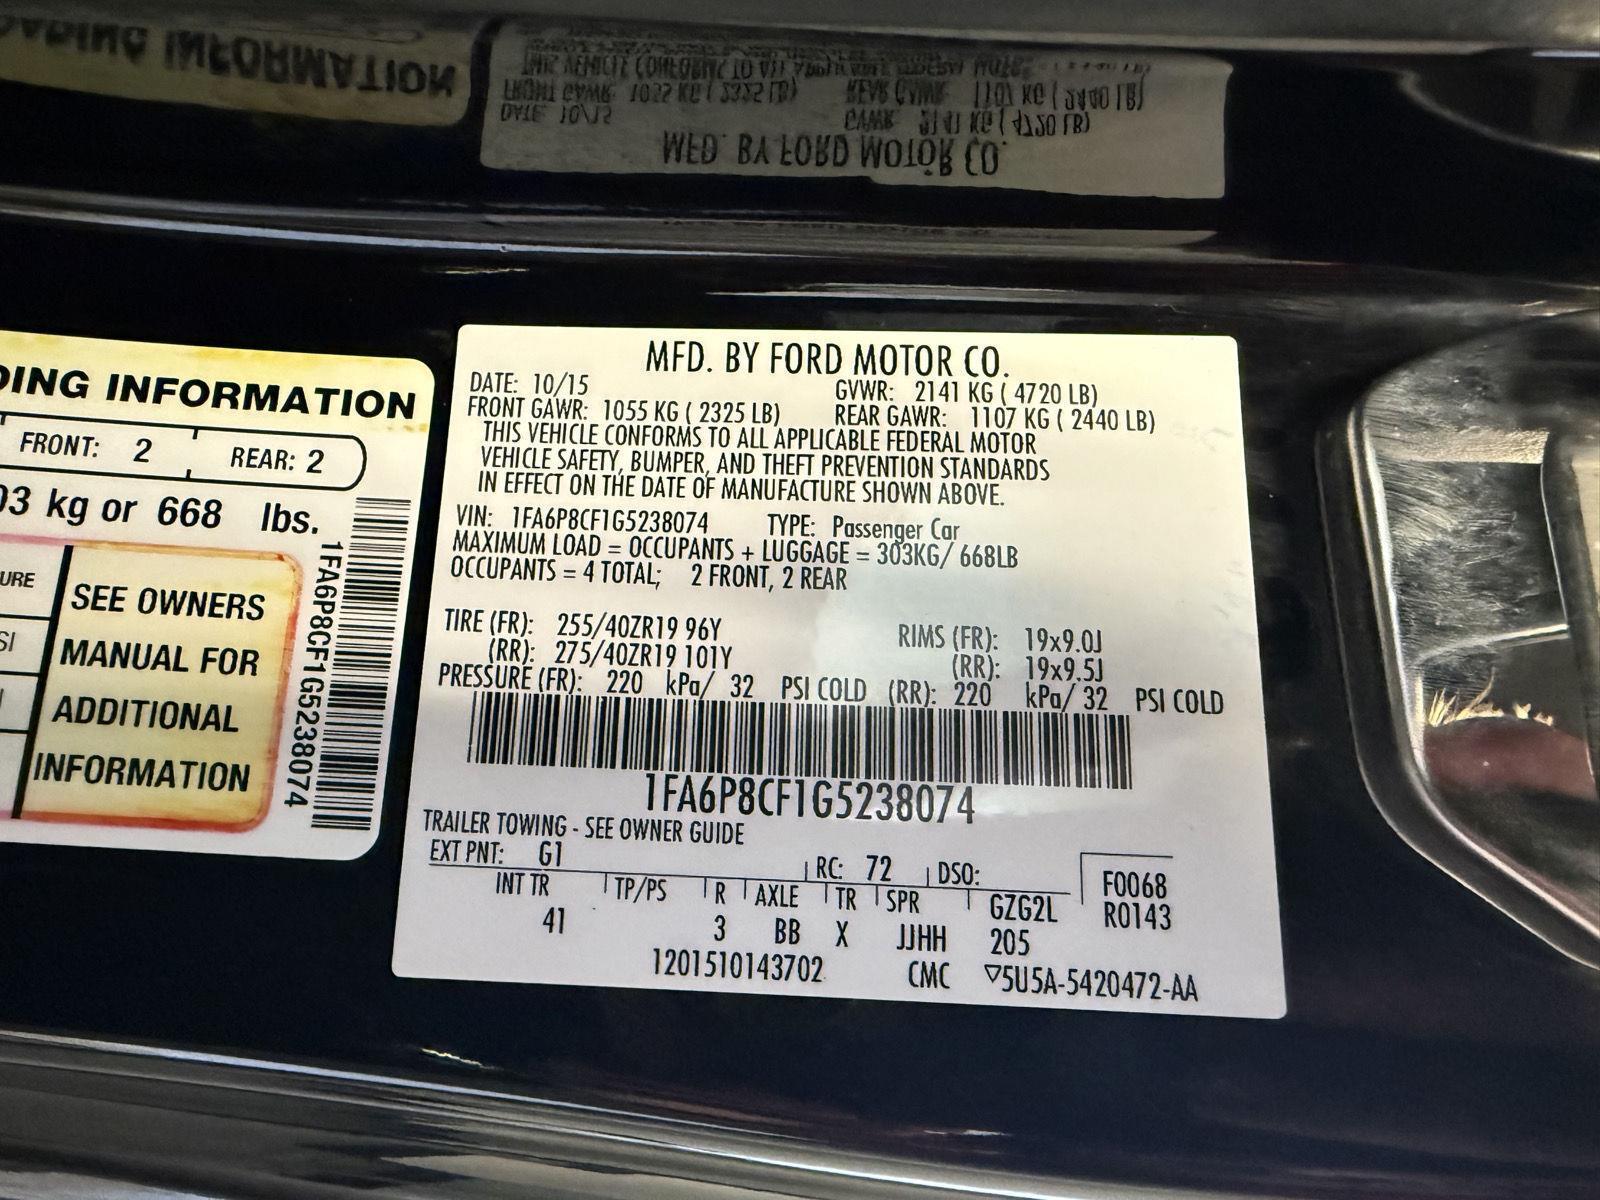 DING INFORMATION
FRONT: 2 REAR: 2
03 kg or 668 lbs.
URE
SI
SEE OWNERS
MANUAL FOR
ADDITIONAL
INFORMATION
1FA6P8CF1G5238074
MFD. BY FORD MOTOR CO.
DATE: 10/15 GVWR: 2141 KG ( 4720 LB)
FRONT GAWR: 1055 KG ( 2325 LB) REAR GAWR: 1107 KG ( 2440 LB)
THIS VEHICLE CONFORMS TO ALL APPLICABLE FEDERAL MOTOR
VEHICLE SAFETY, BUMPER, AND THEFT PREVENTION STANDARDS
IN EFFECT ON THE DATE OF MANUFACTURE SHOWN ABOVE.
VIN: 1FA6P8CF1G5238074 TYPE: Passenger Car
MAXIMUM LOAD = OCCUPANTS + LUGGAGE = 303KG/ 668LB
OCCUPANTS = 4 TOTAL; 2 FRONT, 2 REAR
TIRE (FR): 255/40ZR19 96Y RIMS (FR): 19x9.0J
(RR): 275/40ZR19 101Y (RR): 19x9.5J
PRESSURE (FR): 220 kPa/ 32 PSI COLD (RR): 220 kPa/ 32 PSI COLD
1FA6P8CF1G5238074
TRAILER TOWING - SEE OWNER GUIDE
EXT PNT: G1 RC: 72 DSO: F0068
INT TR TP/PS R AXLE TR SPR GZG2L R0143
41 3 BB X JJHH 205
1201510143702 CMC ▽5U5A-5420472-AA